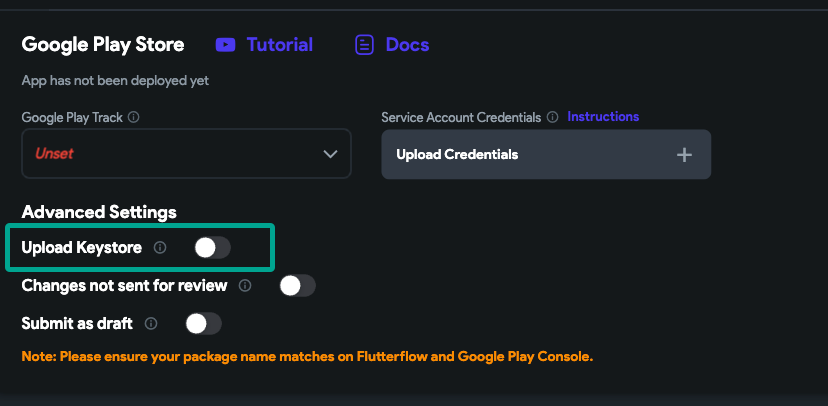 Google Play Store Tutorial Docs
App has not been deployed yet
Google Play Track Service Account Credentials Instructions
Unset Upload Credentials
Advanced Settings
Upload Keystore
Changes not sent for review
Submit as draft
Note: Please ensure your package name matches on Flutterflow and Google Play Console.